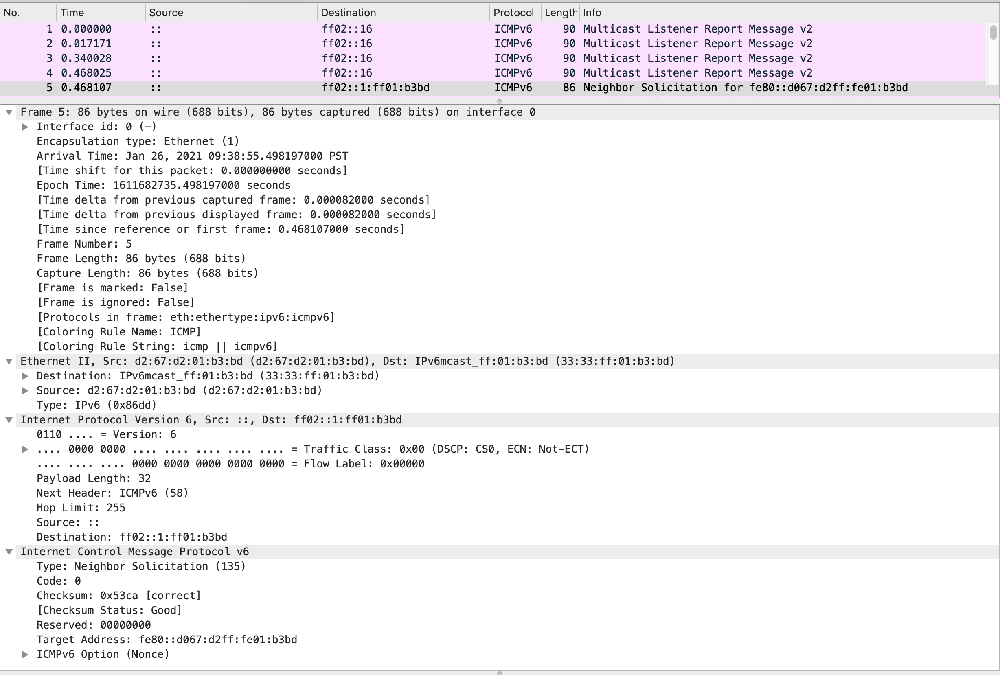 No. Time Source Destination Protocol Length Info
1 0.000000 :: ff02::16 ICMPv6 90 Multicast Listener Report Message v2
2 0.017171 :: ff02::16 ICMPv6 90 Multicast Listener Report Message v2
3 0.340028 :: ff02::16 ICMPv6 90 Multicast Listener Report Message v2
4 0.468025 :: ff02::16 ICMPv6 90 Multicast Listener Report Message v2
5 0.468107 :: ff02::1:ff01:b3bd ICMPv6 86 Neighbor Solicitation for fe80::d067:d2ff:fe01:b3bd
Frame 5: 86 bytes on wire (688 bits), 86 bytes captured (688 bits) on interface 0
Interface id: 0 (-)
Encapsulation type: Ethernet (1)
Arrival Time: Jan 26, 2021 09:38:55.498197000 PST
[Time shift for this packet: 0.000000000 seconds]
Epoch Time: 1611682735.498197000 seconds
[Time delta from previous captured frame: 0.000082000 seconds]
[Time delta from previous displayed frame: 0.000082000 seconds]
[Time since reference or first frame: 0.468107000 seconds]
Frame Number: 5
Frame Length: 86 bytes (688 bits)
Capture Length: 86 bytes (688 bits)
[Frame is marked: False]
[Frame is ignored: False]
[Protocols in frame: eth:ethertype:ipv6:icmpv6]
[Coloring Rule Name: ICMP]
[Coloring Rule String: icmp || icmpv6]
Ethernet II, Src: d2:67:d2:01:b3:bd (d2:67:d2:01:b3:bd), Dst: IPv6mcast_ff:01:b3:bd (33:33:ff:01:b3:bd)
Destination: IPv6mcast_ff:01:b3:bd (33:33:ff:01:b3:bd)
Source: d2:67:d2:01:b3:bd (d2:67:d2:01:b3:bd)
Type: IPv6 (0x86dd)
Internet Protocol Version 6, Src: ::, Dst: ff02::1:ff01:b3bd
0110 .... = Version: 6
.... 0000 0000 .... .... .... .... .... = Traffic Class: 0x00 (DSCP: CS0, ECN: Not-ECT)
.... .... .... 0000 0000 0000 0000 0000 = Flow Label: 0x00000
Payload Length: 32
Next Header: ICMPv6 (58)
Hop Limit: 255
Source: ::
Destination: ff02::1:ff01:b3bd
Internet Control Message Protocol v6
Type: Neighbor Solicitation (135)
Code: 0
Checksum: 0x53ca [correct]
[Checksum Status: Good]
Reserved: 00000000
Target Address: fe80::d067:d2ff:fe01:b3bd
ICMPv6 Option (Nonce)